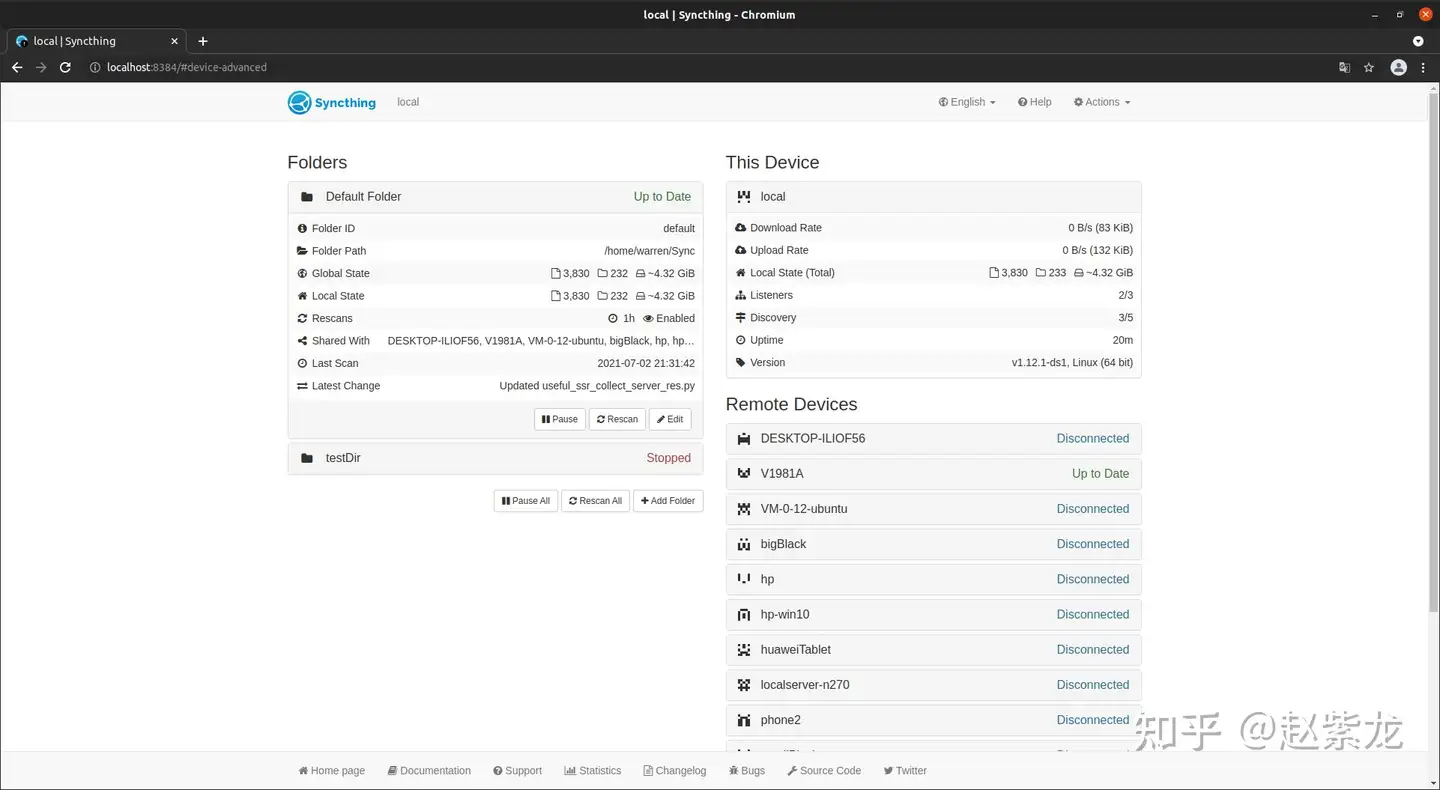 local | Syncthing - Chromium
local | Syncthing
localhost:8384/#device-advanced
Syncthing local English Help Actions
Folders
Default Folder Up to Date
Folder ID default
Folder Path /home/warren/Sync
Global State 3,830 232 ~4.32 GiB
Local State 3,830 232 ~4.32 GiB
Rescans 1h Enabled
Shared With DESKTOP-ILIOF56, V1981A, VM-0-12-ubuntu, bigBlack, hp, hp…
Last Scan 2021-07-02 21:31:42
Latest Change Updated useful_ssr_collect_server_res.py
Pause Rescan Edit
testDir Stopped
Pause All Rescan All Add Folder
This Device
local
Download Rate 0 B/s (83 KiB)
Upload Rate 0 B/s (132 KiB)
Local State (Total) 3,830 233 ~4.32 GiB
Listeners 2/3
Discovery 3/5
Uptime 20m
Version v1.12.1-ds1, Linux (64 bit)
Remote Devices
DESKTOP-ILIOF56 Disconnected
V1981A Up to Date
VM-0-12-ubuntu Disconnected
bigBlack Disconnected
hp Disconnected
hp-win10 Disconnected
huaweiTablet Disconnected
localserver-n270 Disconnected
phone2 Disconnected
知乎 @赵紫龙
Home page Documentation Support Statistics Changelog Bugs Source Code Twitter